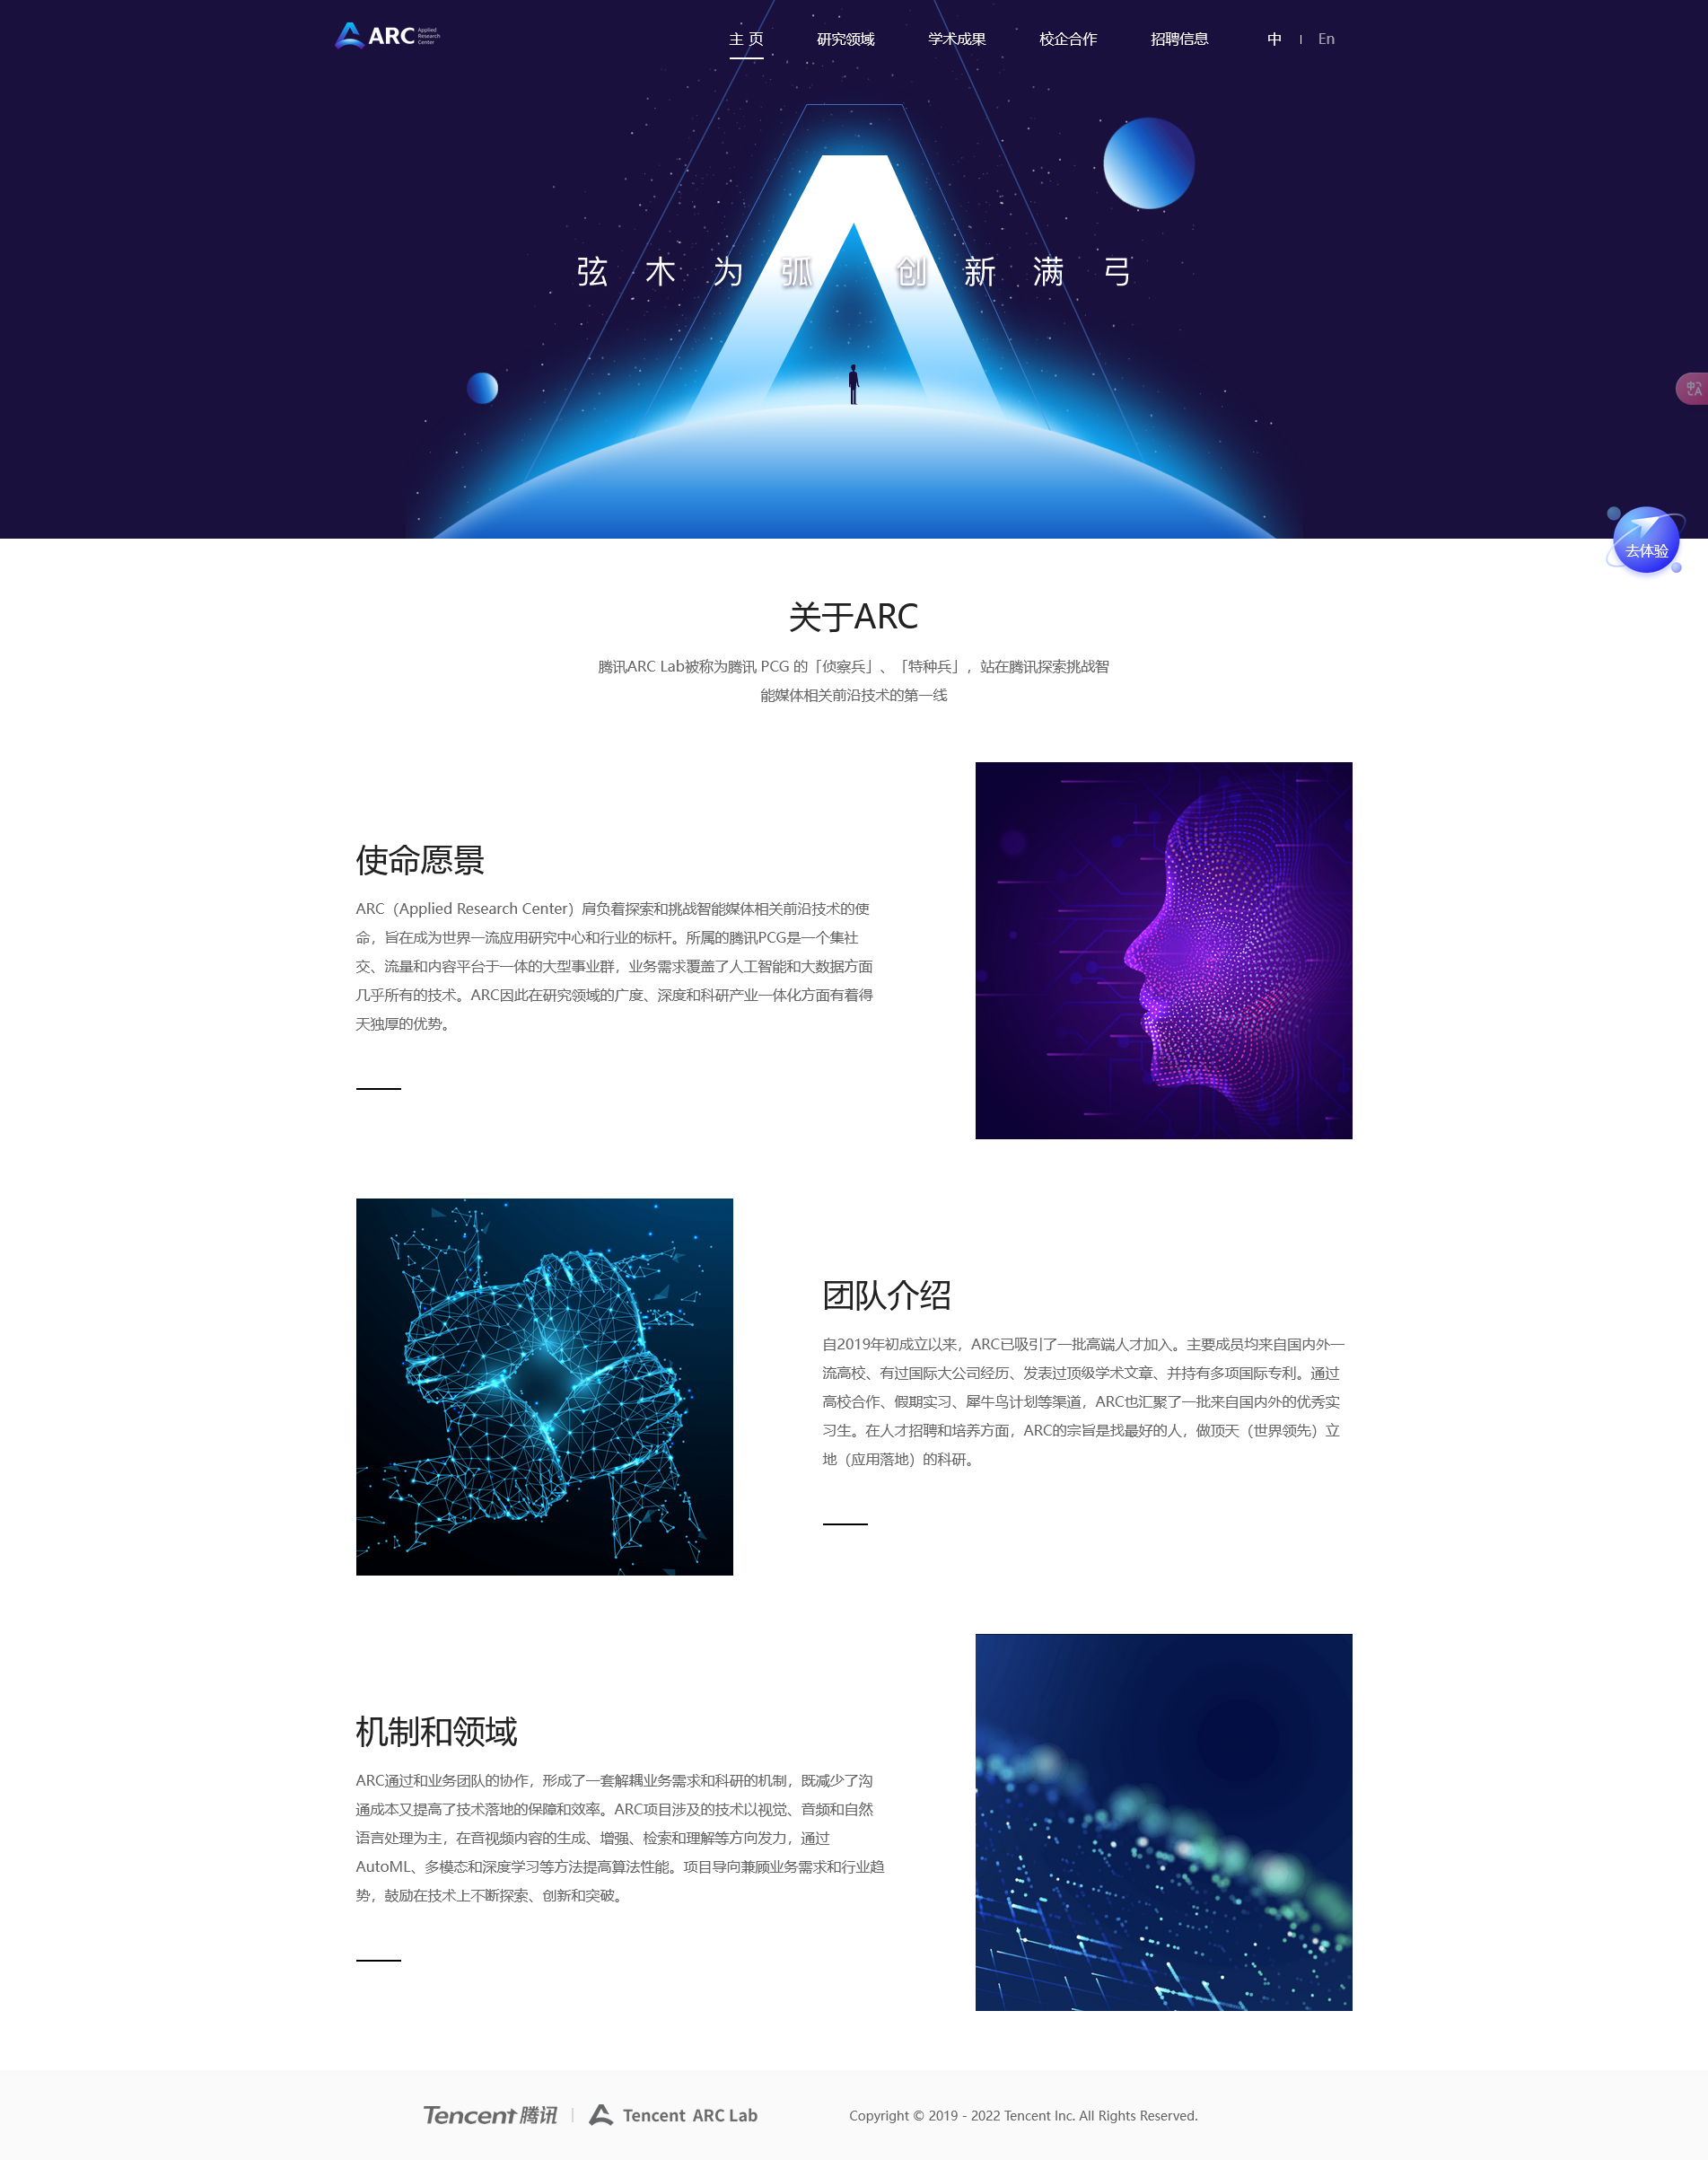 ARC Applied
Research
Center
主 页 研究领域 学术成果 校企合作 招聘信息 中 | En
弦木为弧 创新满弓
中A
去体验
关于ARC
腾讯ARC Lab被称为腾讯 PCG 的「侦察兵」、「特种兵」，站在腾讯探索挑战智
能媒体相关前沿技术的第一线
使命愿景
ARC（Applied Research Center）肩负着探索和挑战智能媒体相关前沿技术的使
命，旨在成为世界一流应用研究中心和行业的标杆。所属的腾讯PCG是一个集社
交、流量和内容平台于一体的大型事业群，业务需求覆盖了人工智能和大数据方面
几乎所有的技术。ARC因此在研究领域的广度、深度和科研产业一体化方面有着得
天独厚的优势。
团队介绍
自2019年初成立以来，ARC已吸引了一批高端人才加入。主要成员均来自国内外一
流高校、有过国际大公司经历、发表过顶级学术文章、并持有多项国际专利。通过
高校合作、假期实习、犀牛鸟计划等渠道，ARC也汇聚了一批来自国内外的优秀实
习生。在人才招聘和培养方面，ARC的宗旨是找最好的人，做顶天（世界领先）立
地（应用落地）的科研。
机制和领域
ARC通过和业务团队的协作，形成了一套解耦业务需求和科研的机制，既减少了沟
通成本又提高了技术落地的保障和效率。ARC项目涉及的技术以视觉、音频和自然
语言处理为主，在音视频内容的生成、增强、检索和理解等方向发力，通过
AutoML、多模态和深度学习等方法提高算法性能。项目导向兼顾业务需求和行业趋
势，鼓励在技术上不断探索、创新和突破。
Tencent 腾讯 | Tencent ARC Lab Copyright © 2019 - 2022 Tencent Inc. All Rights Reserved.